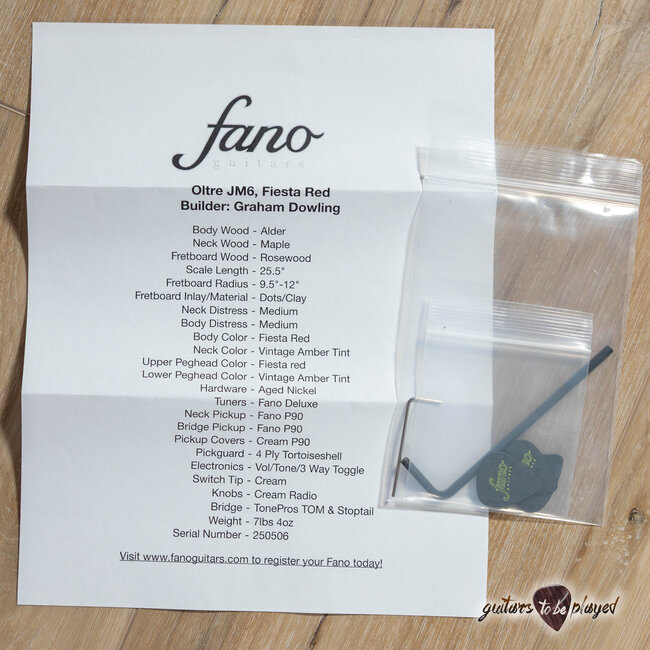 fano
guitars
Oltre JM6, Fiesta Red
Builder: Graham Dowling
Body Wood - Alder
Neck Wood - Maple
Fretboard Wood - Rosewood
Scale Length - 25.5"
Fretboard Radius - 9.5"-12"
Fretboard Inlay/Material - Dots/Clay
Neck Distress - Medium
Body Distress - Medium
Body Color - Fiesta Red
Neck Color - Vintage Amber Tint
Upper Peghead Color - Fiesta red
Lower Peghead Color - Vintage Amber Tint
Hardware - Aged Nickel
Tuners - Fano Deluxe
Neck Pickup - Fano P90
Bridge Pickup - Fano P90
Pickup Covers - Cream P90
Pickguard - 4 Ply Tortoiseshell
Electronics - Vol/Tone/3 Way Toggle
Switch Tip - Cream
Knobs - Cream Radio
Bridge - TonePros TOM & Stoptail
Weight - 7lbs 4oz
Serial Number - 250506
Visit www.fanoguitars.com to register your Fano today!
fano
guitars
guitars to be played